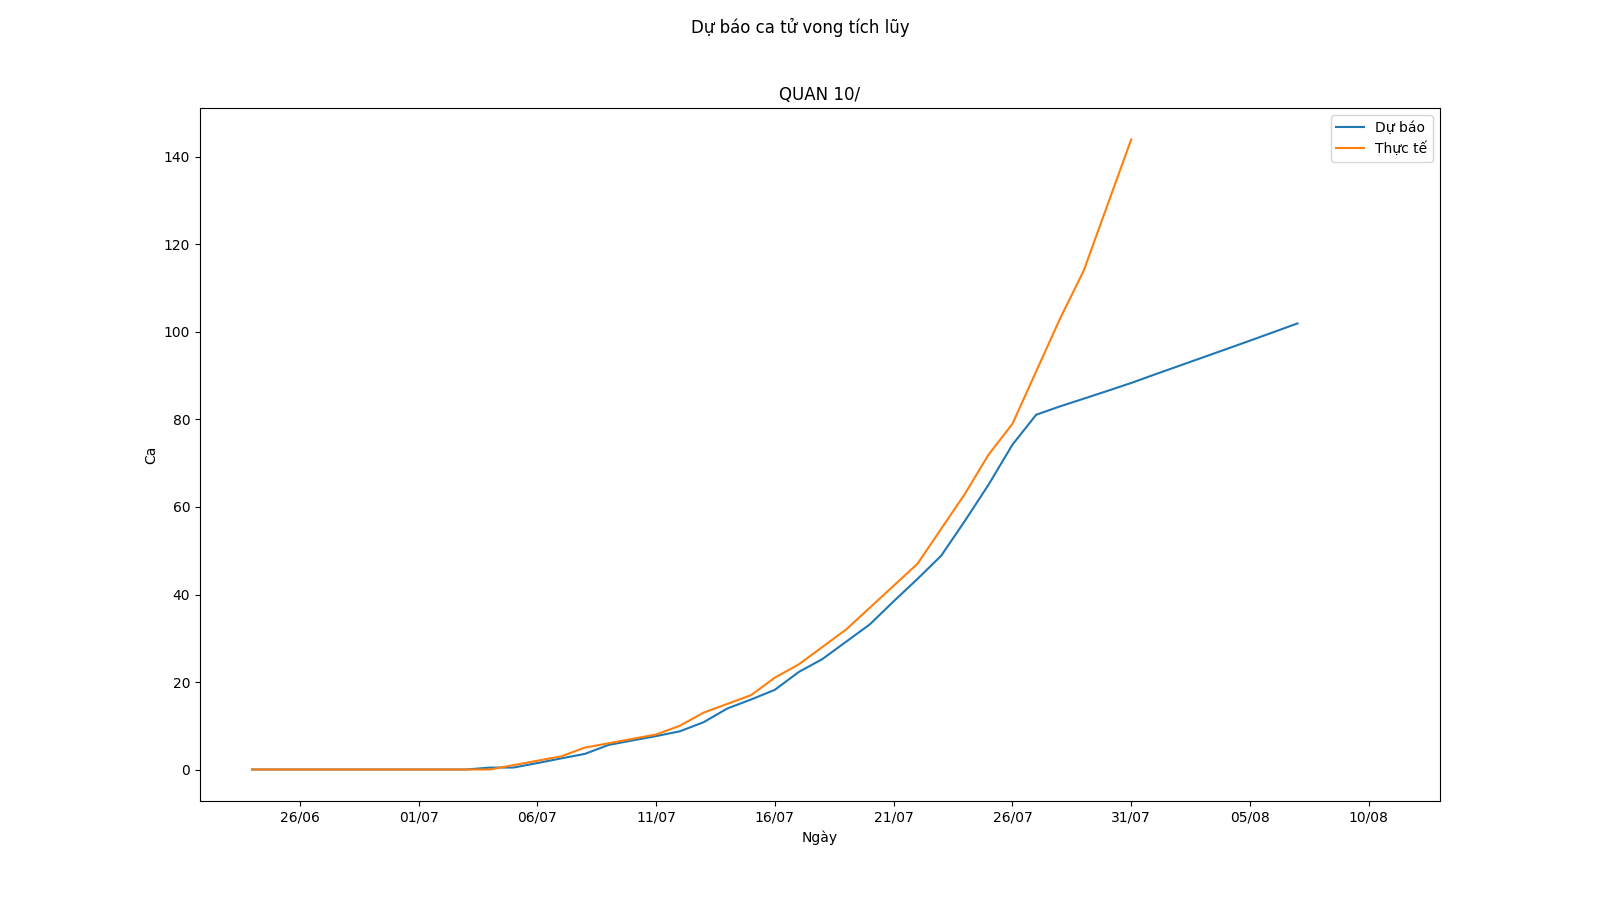 Dự báo ca tử vong tích lũy
QUAN 10/
Dự báo
Thực tế
140
120
100
80
60
40
20
0
Ca
26/06 01/07 06/07 11/07 16/07 21/07 26/07 31/07 05/08 10/08
Ngày